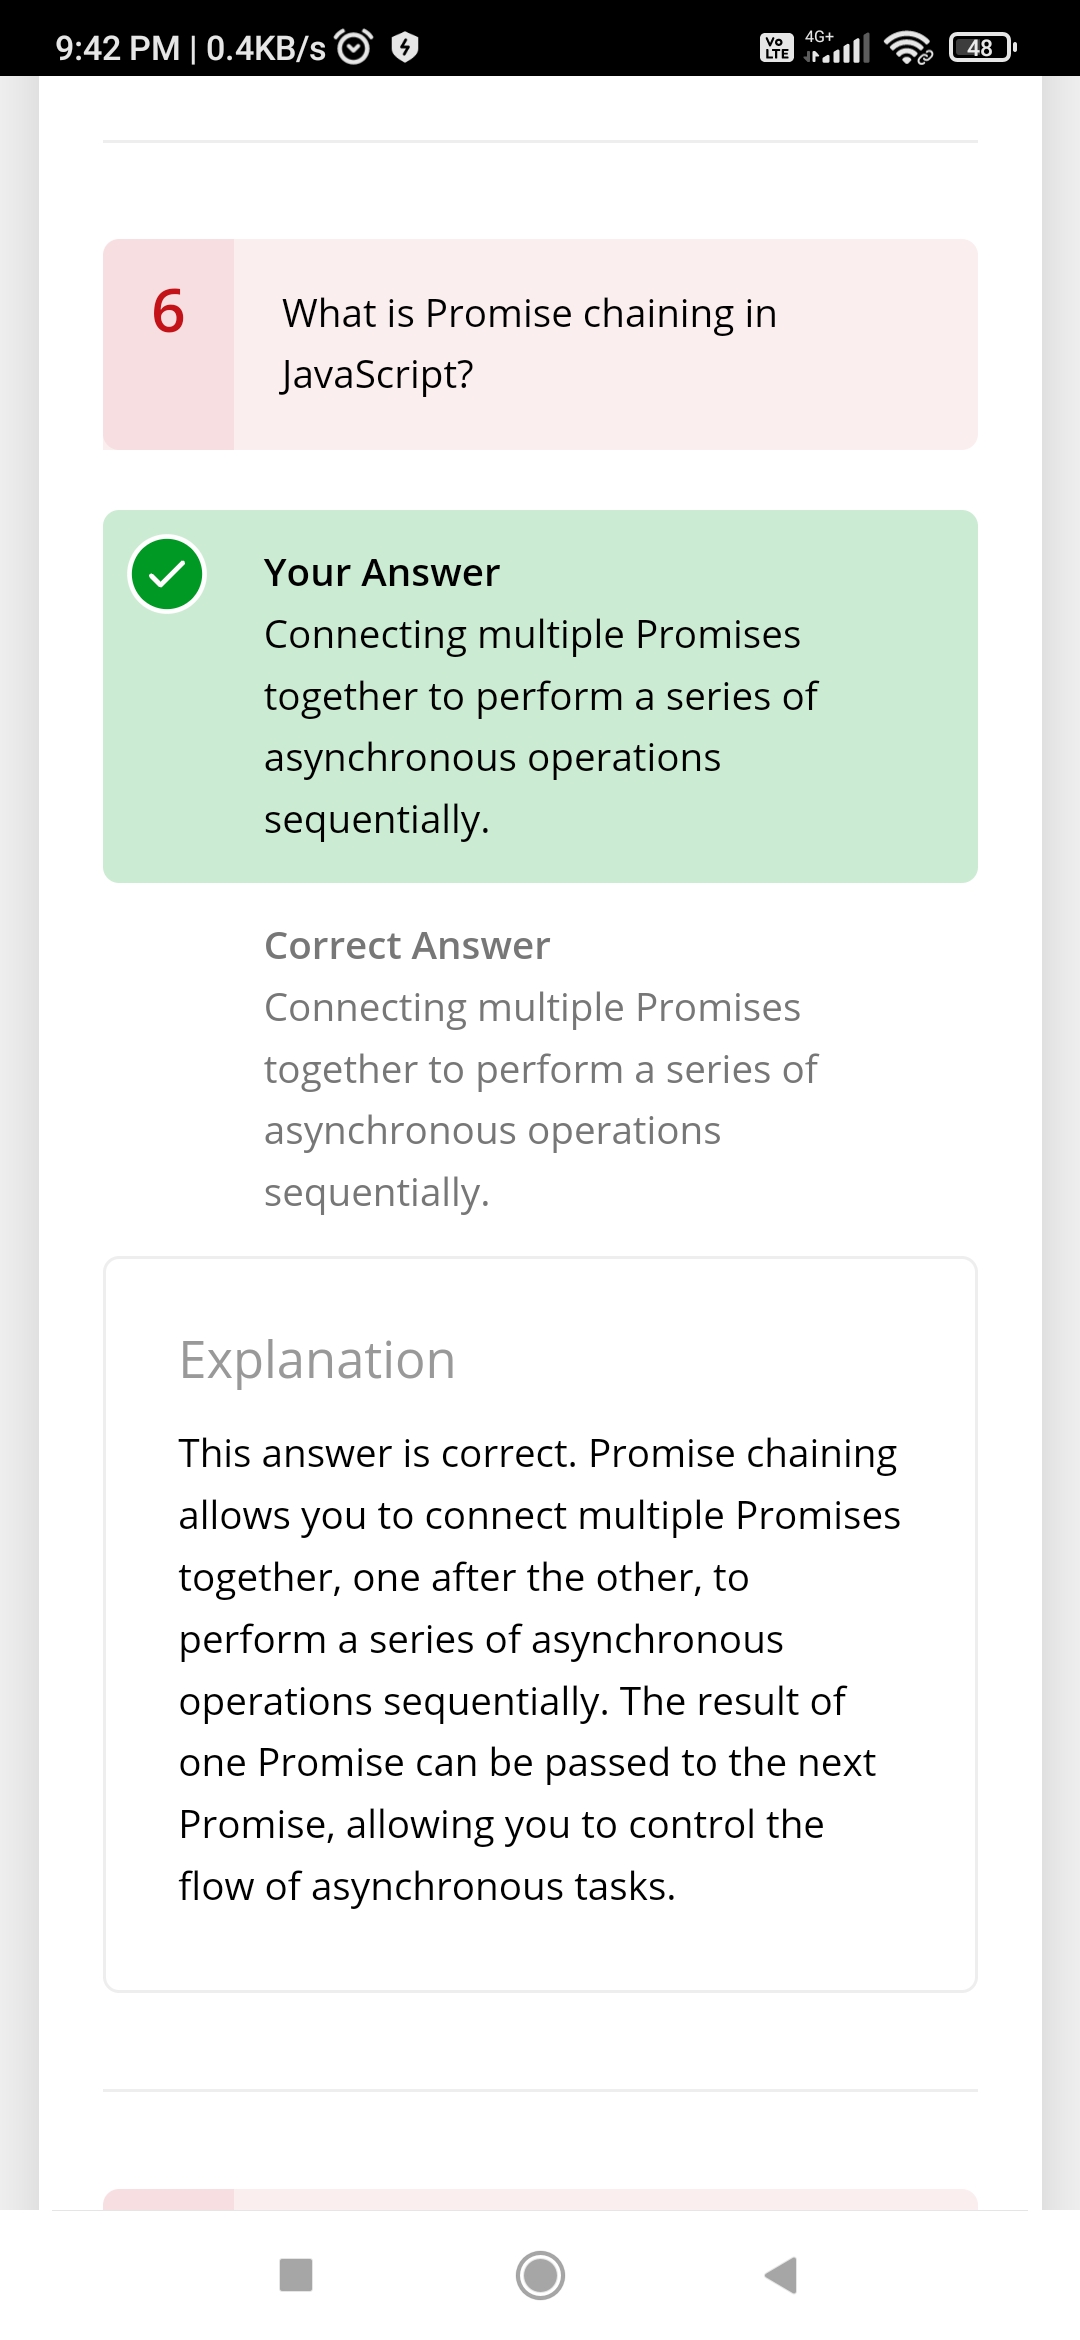 9:42 PM | 0.4KB/s
Vo LTE 4G+ 48
6
What is Promise chaining in
JavaScript?
Your Answer
Connecting multiple Promises
together to perform a series of
asynchronous operations
sequentially.
Correct Answer
Connecting multiple Promises
together to perform a series of
asynchronous operations
sequentially.
Explanation
This answer is correct. Promise chaining
allows you to connect multiple Promises
together, one after the other, to
perform a series of asynchronous
operations sequentially. The result of
one Promise can be passed to the next
Promise, allowing you to control the
flow of asynchronous tasks.